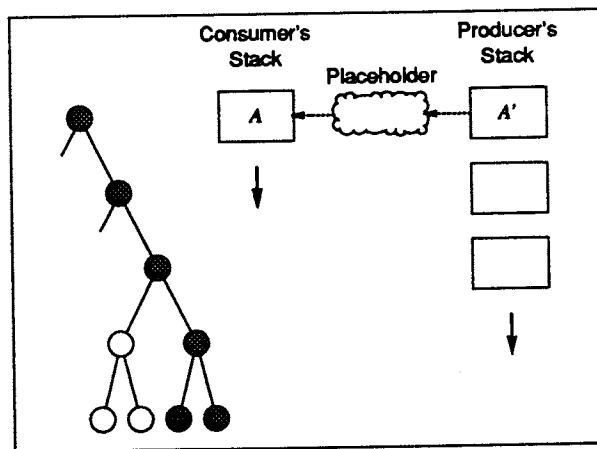 Consumer's
Stack
Producer's
Stack
Placeholder
A
A'